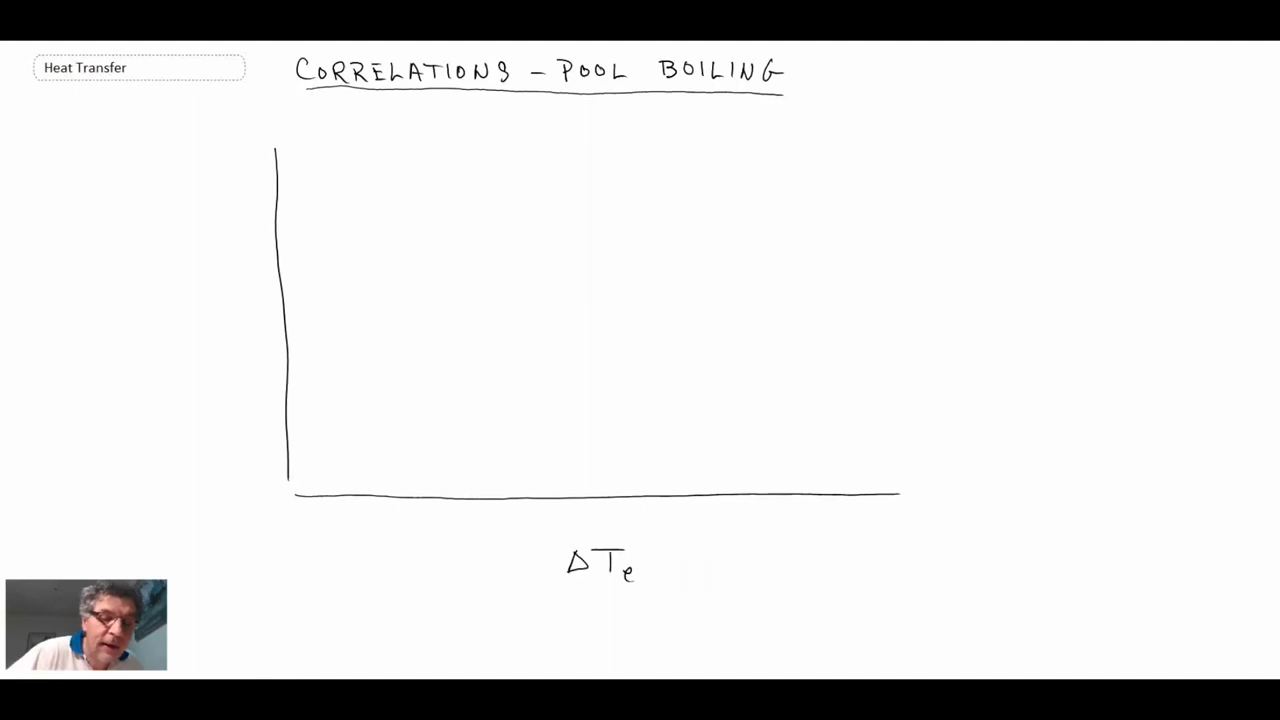 Heat Transfer
CORRELATIONS – POOL BOILING
ΔTe